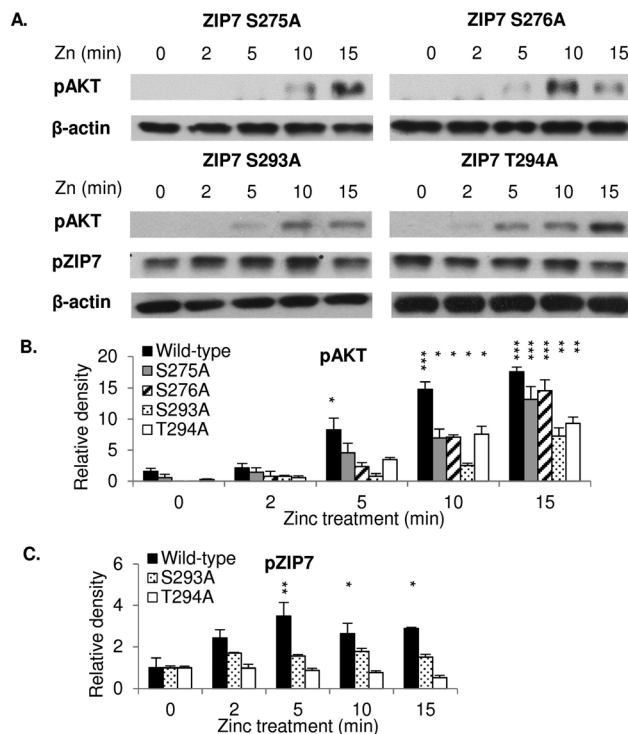 A.
ZIP7 S275A
ZIP7 S276A
Zn (min) 0 2 5 10 15 0 2 5 10 15
pAKT
β-actin
ZIP7 S293A
ZIP7 T294A
Zn (min) 0 2 5 10 15 0 2 5 10 15
pAKT
pZIP7
β-actin
B.
pAKT
Wild-type
S275A
S276A
S293A
T294A
Relative density
20
15
10
5
0
* *** * * * * *** *** *** ** **
0 2 5 10 15
Zinc treatment (min)
C.
pZIP7
Wild-type
S293A
T294A
Relative density
6
4
2
0
** * *
0 2 5 10 15
Zinc treatment (min)